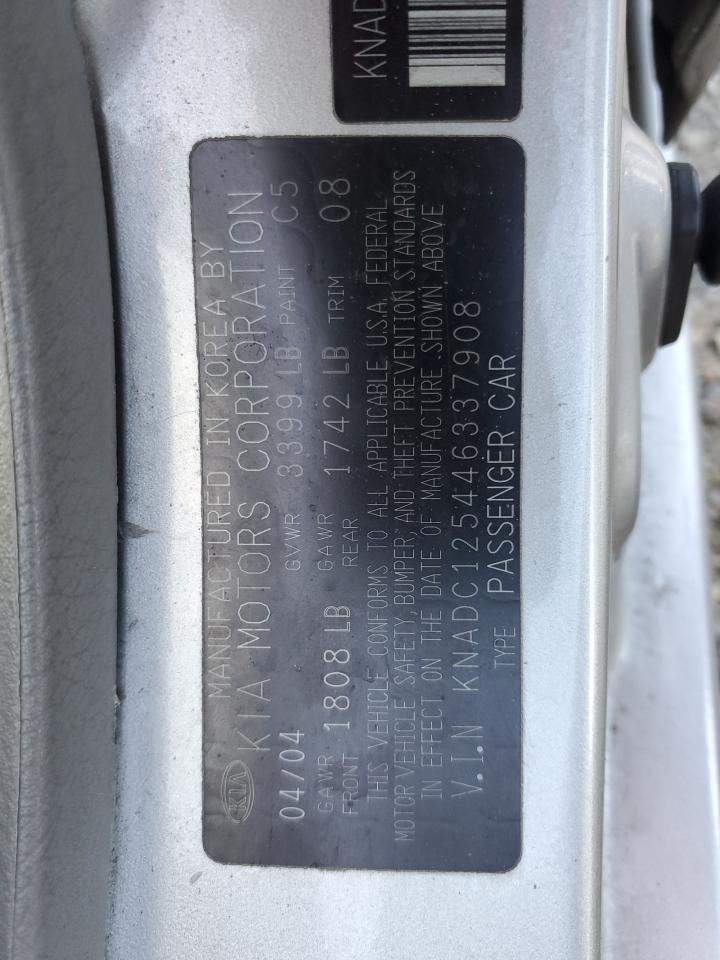 KNAD
KIA
MANUFACTURED IN KOREA BY
KIA MOTORS CORPORATION
04/04 GVWR 3399 LB PAINT C5
GAWR FRONT 1808 LB GAWR REAR 1742 LB TRIM 08
THIS VEHICLE CONFORMS TO ALL APPLICABLE U.S.A. FEDERAL
MOTOR VEHICLE SAFETY, BUMPER, AND THEFT PREVENTION STANDARDS
IN EFFECT ON THE DATE OF MANUFACTURE SHOWN ABOVE
V.I.N KNADC125446337908
TYPE PASSENGER CAR